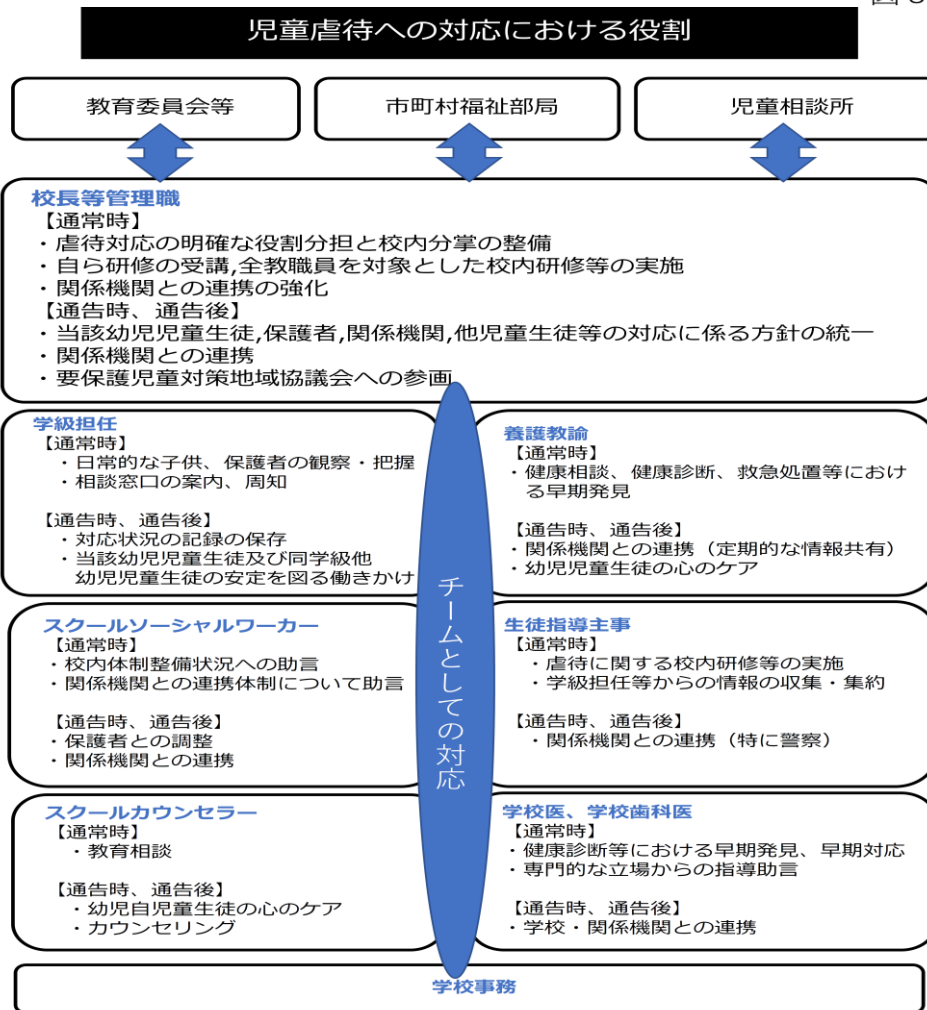 児童虐待への対応における役割
教育委員会等
市町村福祉部局
児童相談所
校長等管理職
【通常時】
・虐待対応の明確な役割分担と校内分掌の整備
・自ら研修の受講,全教職員を対象とした校内研修等の実施
・関係機関との連携の強化
【通告時、通告後】
・当該幼児児童生徒,保護者,関係機関,他児童生徒等の対応に係る方針の統一
・関係機関との連携
・要保護児童対策地域協議会への参画
学級担任
【通常時】
・日常的な子供、保護者の観察・把握
・相談窓口の案内、周知
【通告時、通告後】
・対応状況の記録の保存
・当該幼児児童生徒及び同学級他
幼児児童生徒の安定を図る働きかけ
養護教諭
【通常時】
・健康相談、健康診断、救急処置等におけ
る早期発見
【通告時、通告後】
・関係機関との連携（定期的な情報共有）
・幼児児童生徒の心のケア
チームとしての対応
スクールソーシャルワーカー
【通常時】
・校内体制整備状況への助言
・関係機関との連携体制について助言
【通告時、通告後】
・保護者との調整
・関係機関との連携
生徒指導主事
【通常時】
・虐待に関する校内研修等の実施
・学級担任等からの情報の収集・集約
【通告時、通告後】
・関係機関との連携（特に警察）
スクールカウンセラー
【通常時】
・教育相談
【通告時、通告後】
・幼児自児童生徒の心のケア
・カウンセリング
学校医、学校歯科医
【通常時】
・健康診断等における早期発見、早期対応
・専門的な立場からの指導助言
【通告時、通告後】
・学校・関係機関との連携
学校事務